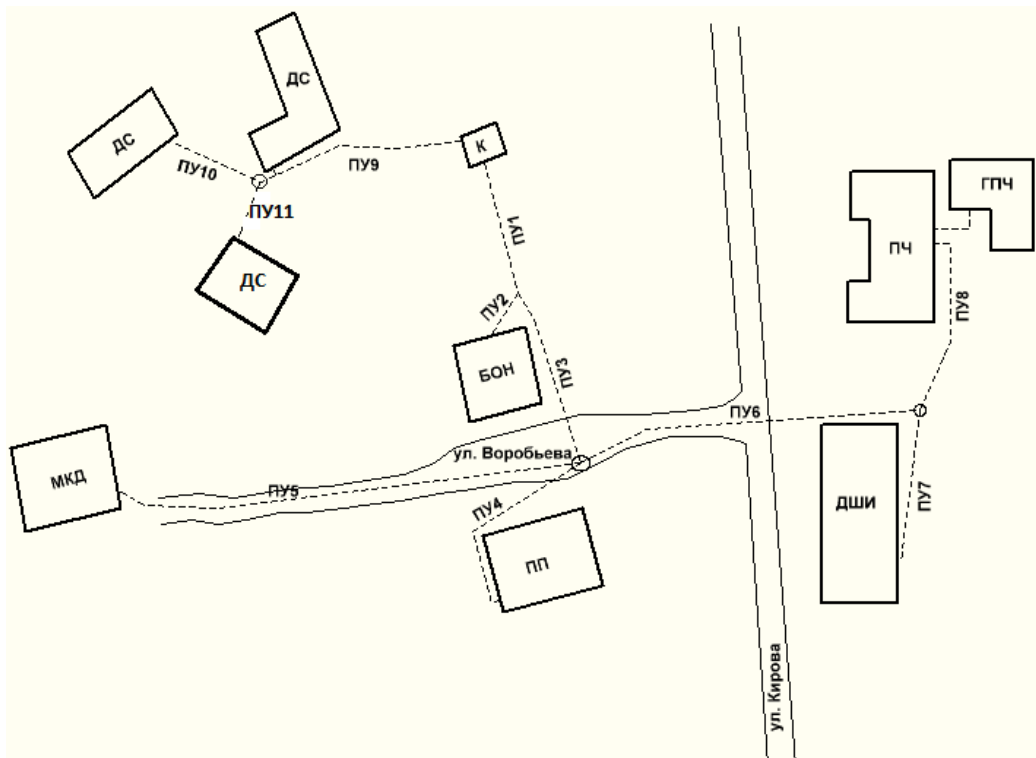 ДС
ДС
К
ПУ10
ПУ9
ПУ11
ДС
ПУ1
ПУ2
ПУ3
БОН
ГПЧ
ПЧ
ПУ8
ПУ6
ул. Воробьева
МКД
ПУ5
ПУ4
ПП
ДШИ
ПУ7
ул. Кирова